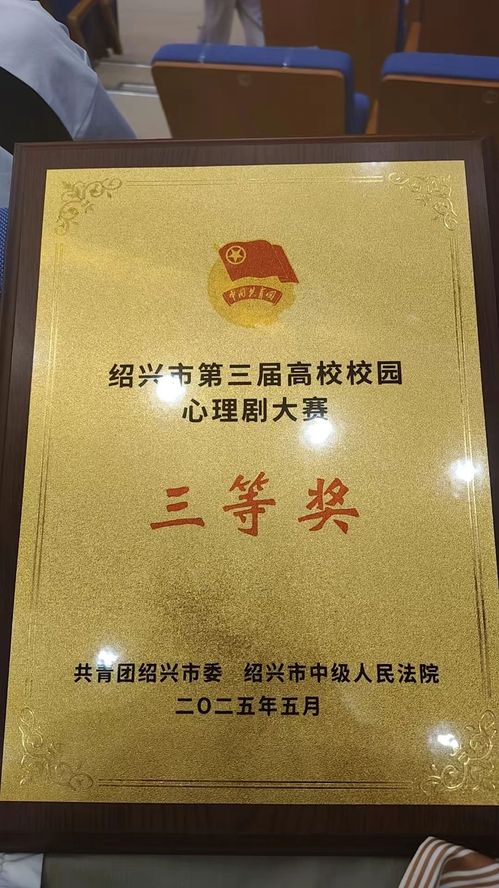 中国共青团
绍兴市第三届高校校园
心理剧大赛
三等奖
共青团绍兴市委 绍兴市中级人民法院
二〇二五年五月